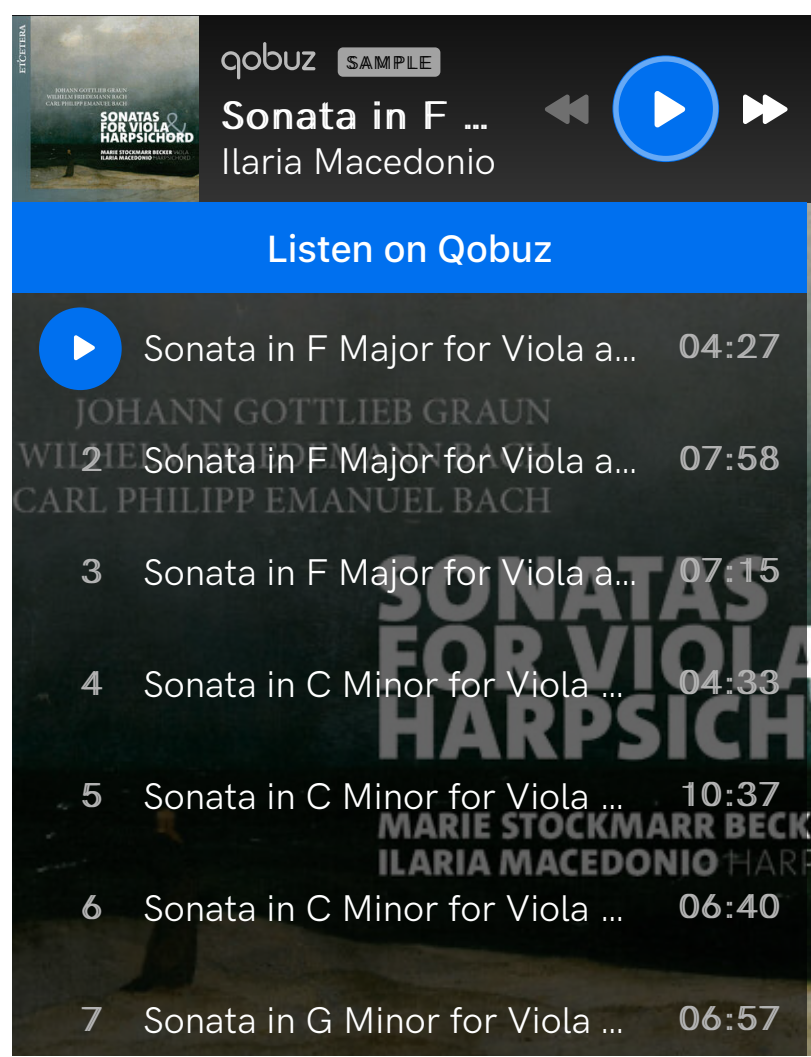 ETCETERA
JOHANN GOTTLIEB GRAUN
WILHELM FRIEDEMANN BACH
CARL PHILIPP EMANUEL BACH
SONATAS &
FOR VIOLA
HARPSICHORD
MARIE STOCKMARR BECKER VIOLA
ILARIA MACEDONIO HARPSICHORD
qobuz SAMPLE
Sonata in F ...
Ilaria Macedonio
Listen on Qobuz
Sonata in F Major for Viola a... 04:27
JOHANN GOTTLIEB GRAUN
2 Sonata in F Major for Viola a... 07:58
WILHELM FRIEDEMANN BACH
CARL PHILIPP EMANUEL BACH
3 Sonata in F Major for Viola a... 07:15
SONATAS
FOR VIOLA
4 Sonata in C Minor for Viola ... 04:33
HARPSICH
5 Sonata in C Minor for Viola ... 10:37
MARIE STOCKMARR BECK
ILARIA MACEDONIO HARP
6 Sonata in C Minor for Viola ... 06:40
7 Sonata in G Minor for Viola ... 06:57